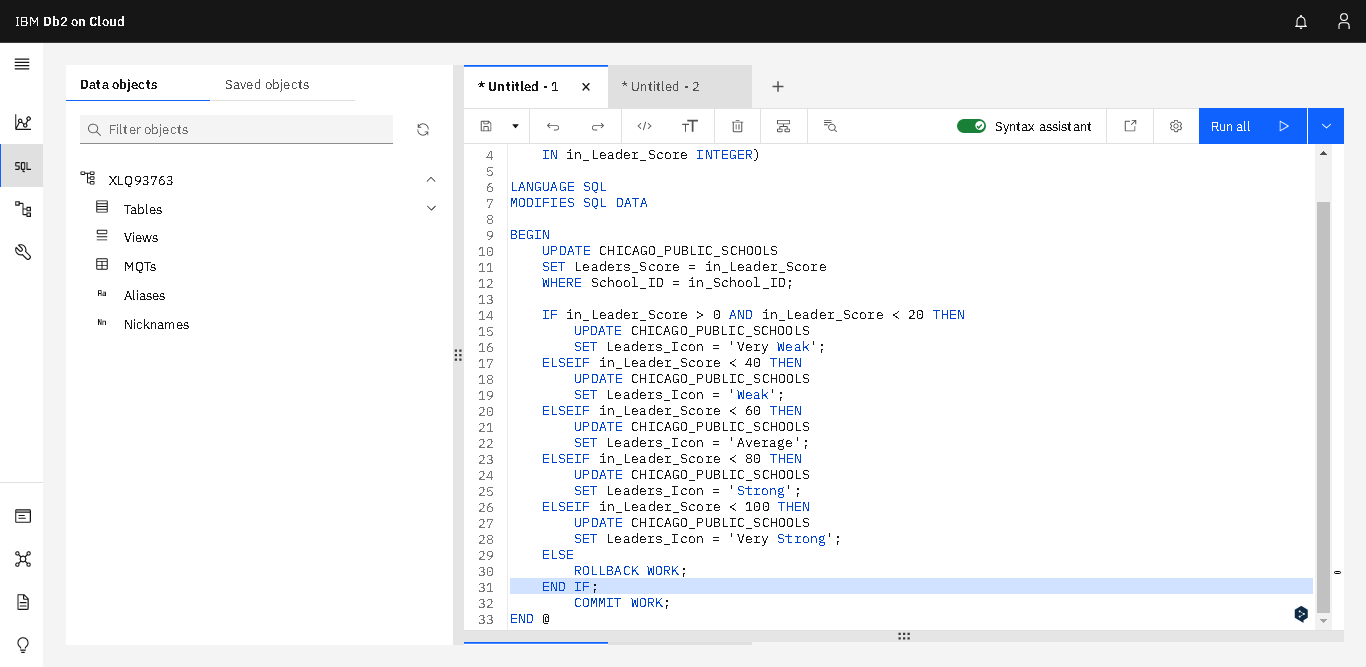 IBM Db2 on Cloud
Data objects
Saved objects
* Untitled - 1
* Untitled - 2
Filter objects
SQL
Syntax assistant
Run all
XLQ93763
Tables
Views
MQTs
Aliases
Nicknames
4 IN in_Leader_Score INTEGER)
5
6 LANGUAGE SQL
7 MODIFIES SQL DATA
8
9 BEGIN
10 UPDATE CHICAGO_PUBLIC_SCHOOLS
11 SET Leaders_Score = in_Leader_Score
12 WHERE School_ID = in_School_ID;
13
14 IF in_Leader_Score > 0 AND in_Leader_Score < 20 THEN
15 UPDATE CHICAGO_PUBLIC_SCHOOLS
16 SET Leaders_Icon = 'Very Weak';
17 ELSEIF in_Leader_Score < 40 THEN
18 UPDATE CHICAGO_PUBLIC_SCHOOLS
19 SET Leaders_Icon = 'Weak';
20 ELSEIF in_Leader_Score < 60 THEN
21 UPDATE CHICAGO_PUBLIC_SCHOOLS
22 SET Leaders_Icon = 'Average';
23 ELSEIF in_Leader_Score < 80 THEN
24 UPDATE CHICAGO_PUBLIC_SCHOOLS
25 SET Leaders_Icon = 'Strong';
26 ELSEIF in_Leader_Score < 100 THEN
27 UPDATE CHICAGO_PUBLIC_SCHOOLS
28 SET Leaders_Icon = 'Very Strong';
29 ELSE
30 ROLLBACK WORK;
31 END IF;
32 COMMIT WORK;
33 END @